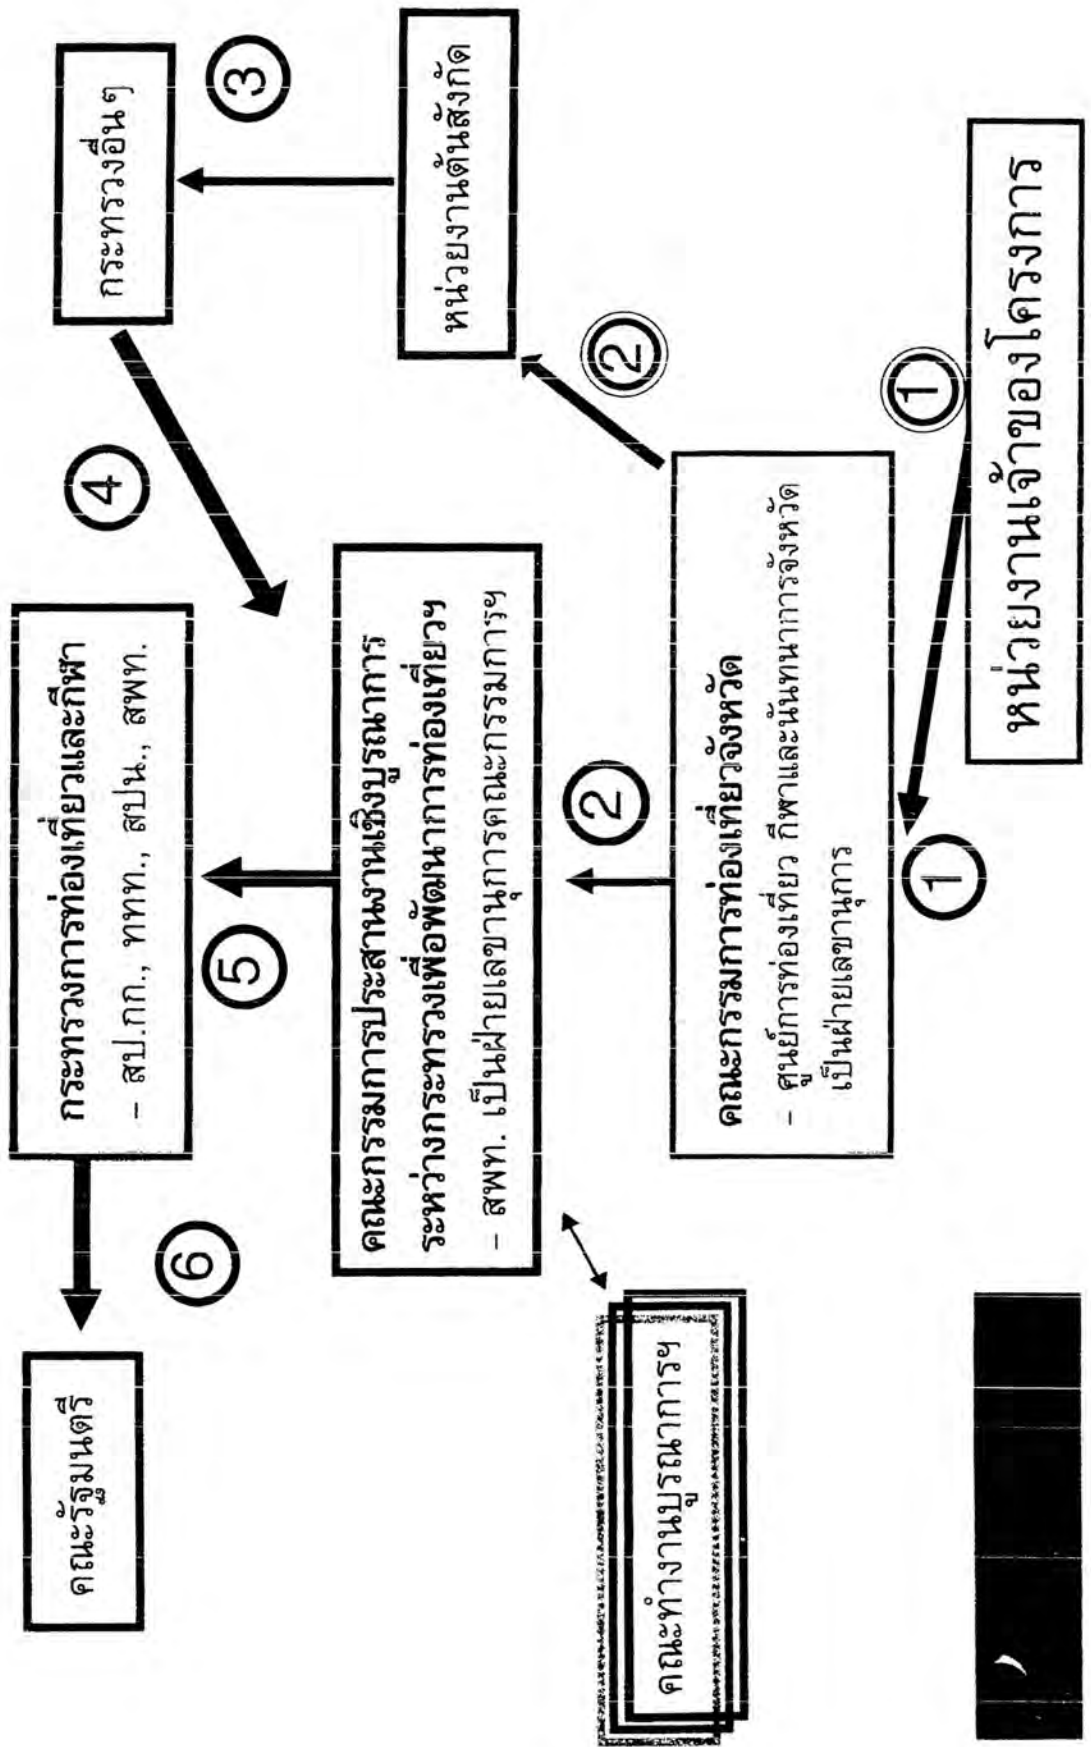 คณะรัฐมนตรี
⑥
กระทรวงการท่องเที่ยวและกีฬา
- สป.กก., ททท., สปน., สพท.
กระทรวงอื่นๆ
④
③
⑤
คณะกรรมการประสานงานเชิงบูรณาการ
ระหว่างกระทรวงเพื่อพัฒนาการท่องเที่ยวฯ
- สพท. เป็นฝ่ายเลขานุการคณะกรรมการฯ
หน่วยงานต้นสังกัด
②
②
คณะทำงานบูรณาการฯ
คณะกรรมการท่องเที่ยวจังหวัด
- ศูนย์การท่องเที่ยว กีฬาและนันทนาการจังหวัด
เป็นฝ่ายเลขานุการ
①
①
หน่วยงานเจ้าของโครงการ